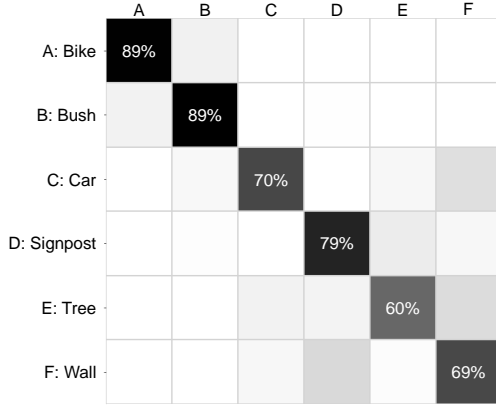 A B C D E F
A: Bike 89%
B: Bush 89%
C: Car 70%
D: Signpost 79%
E: Tree 60%
F: Wall 69%